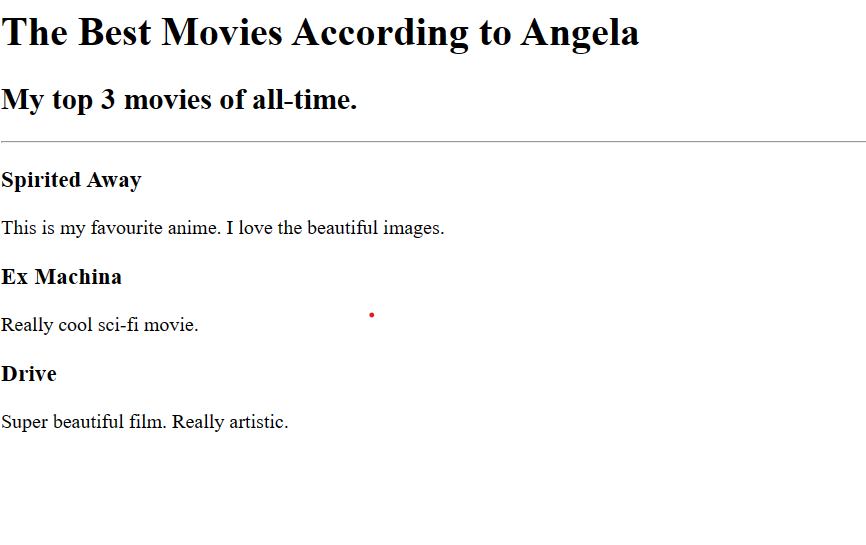 The Best Movies According to Angela
My top 3 movies of all-time.
Spirited Away
This is my favourite anime. I love the beautiful images.
Ex Machina
Really cool sci-fi movie.
Drive
Super beautiful film. Really artistic.